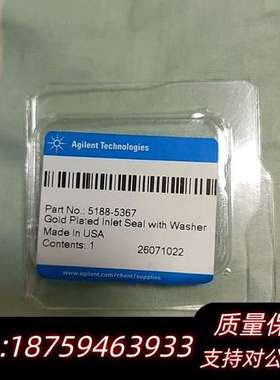 Agilent Technologies
Part No.: 5188-5367
Gold Plated Inlet Seal with Washer
Made in USA
Contents: 1
26071022
www.agilent.com/chem/supplies
质量保
:18759463933
支持对公